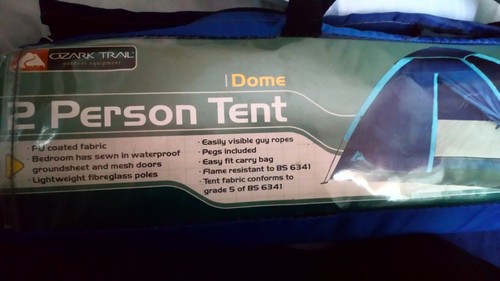 OZARK TRAIL
outdoor equipment
Dome
2 Person Tent
· PU coated fabric
· Bedroom has sewn in waterproof
groundsheet and mesh doors
· Lightweight fibreglass poles
· Easily visible guy ropes
· Pegs included
· Easy fit carry bag
· Flame resistant to BS 6341
· Tent fabric conforms to
grade 5 of BS 6341